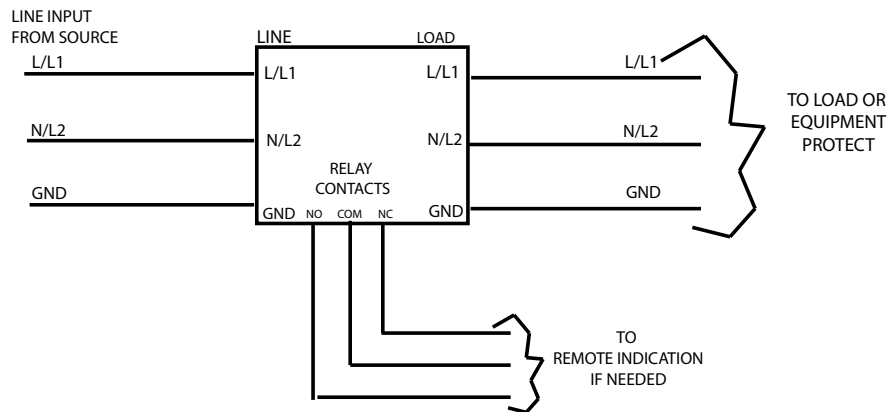 LINE INPUT
FROM SOURCE
LINE
LOAD
L/L1
L/L1
L/L1
L/L1
TO LOAD OR
EQUIPMENT
PROTECT
N/L2
N/L2
N/L2
N/L2
RELAY
CONTACTS
GND
GND
NO
COM
NC
GND
GND
TO
REMOTE INDICATION
IF NEEDED